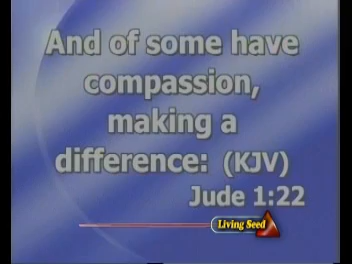 And of some have
compassion,
making a
difference: (KJV)
Jude 1:22
Living Seed